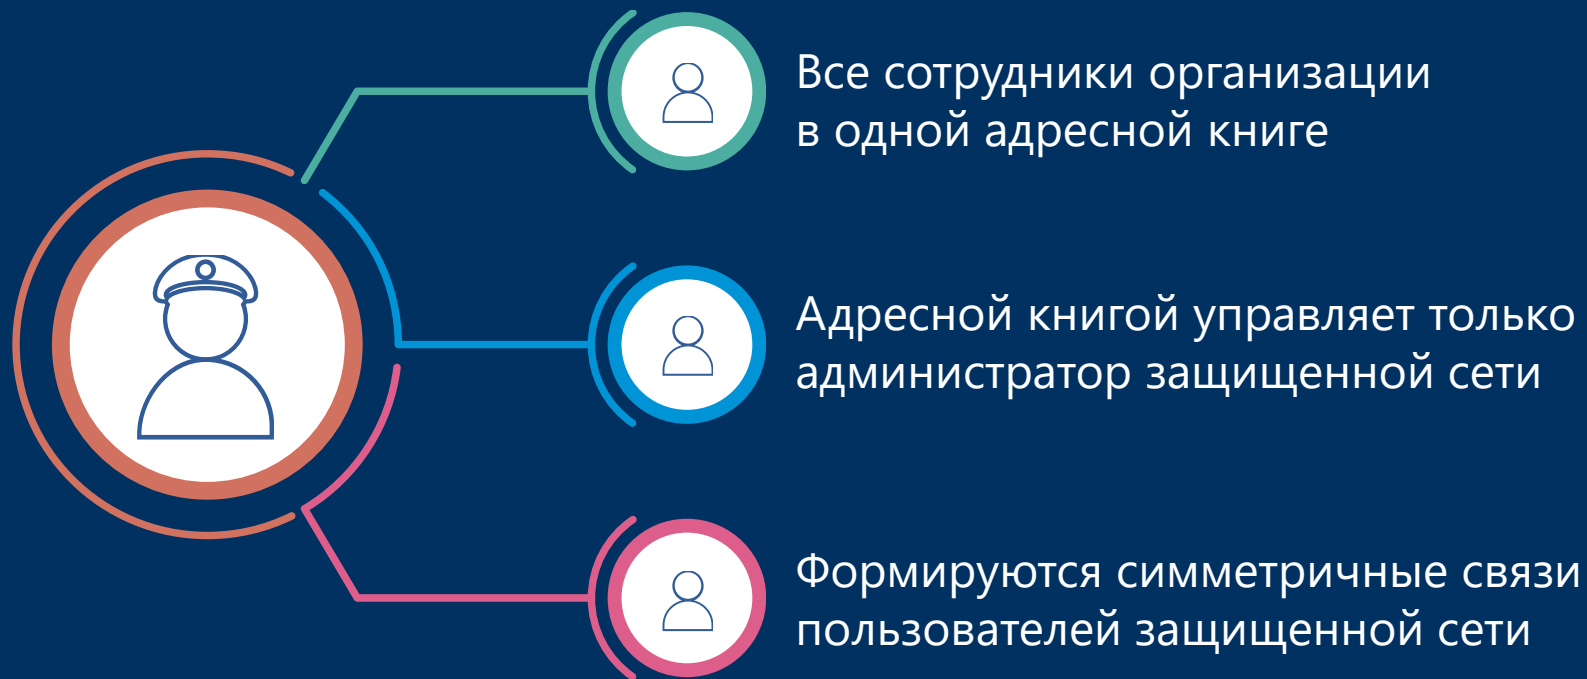 Все сотрудники организации
в одной адресной книге
Адресной книгой управляет только
администратор защищенной сети
Формируются симметричные связи
пользователей защищенной сети